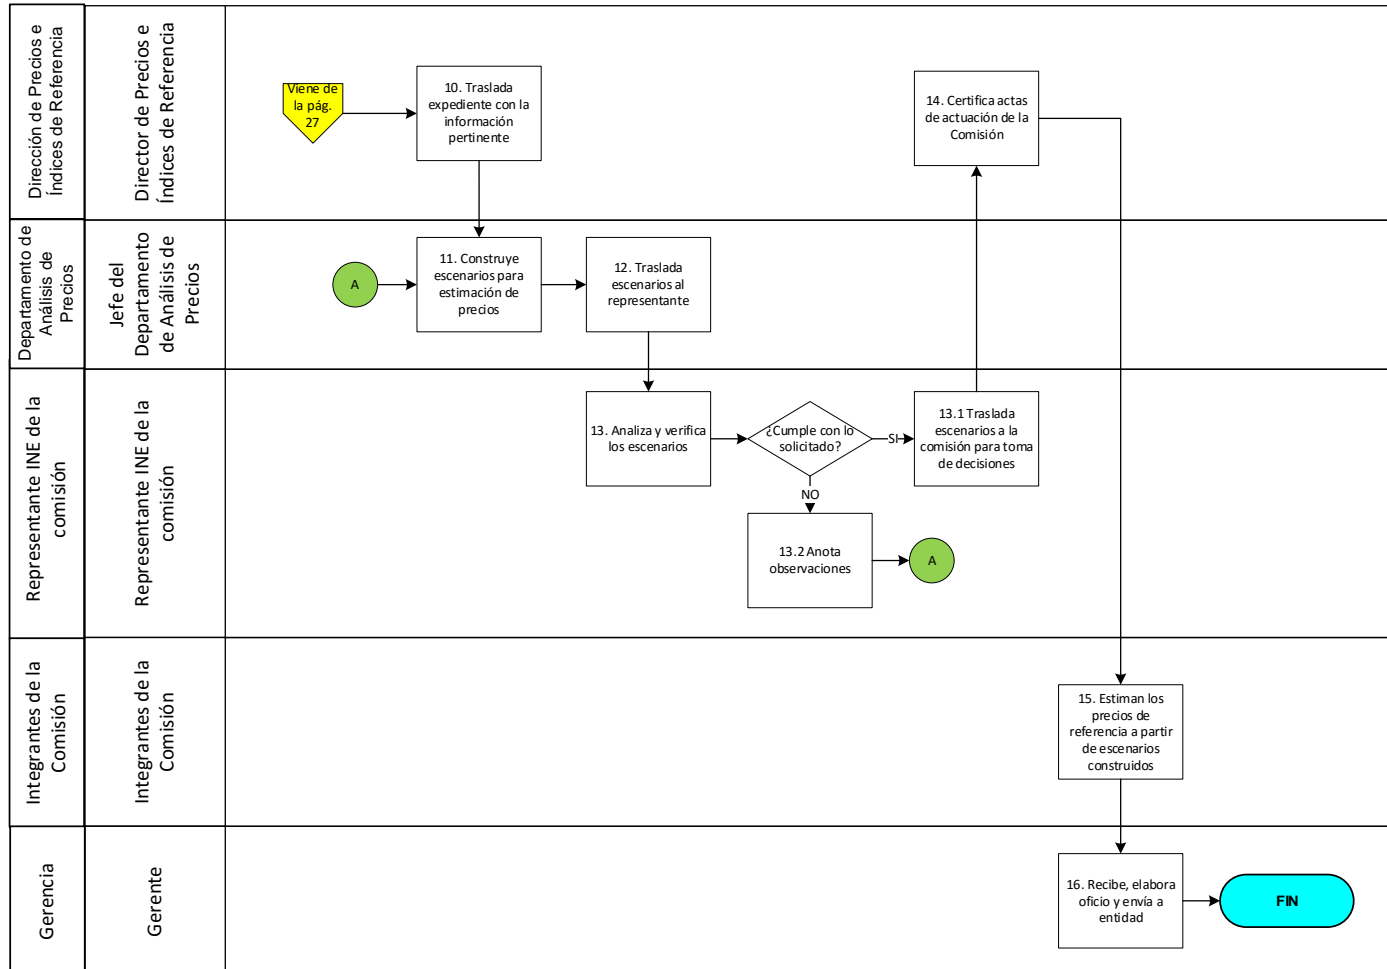 Dirección de Precios e
Índices de Referencia
Director de Precios e
Índices de Referencia
Viene de
la pág.
27
10. Traslada
expediente con la
información
pertinente
14. Certifica actas
de actuación de la
Comisión
Departamento de
Análisis de
Precios
Jefe del
Departamento
de Análisis de
Precios
A
11. Construye
escenarios para
estimación de
precios
12. Traslada
escenarios al
representante
Representante INE de la
comisión
Representante INE de la
comisión
13. Analiza y verifica
los escenarios
¿Cumple con lo
solicitado?
SI
13.1 Traslada
escenarios a la
comisión para toma
de decisiones
NO
13.2 Anota
observaciones
A
Integrantes de la
Comisión
Integrantes de la
Comisión
15. Estiman los
precios de
referencia a partir
de escenarios
construidos
Gerencia
Gerente
16. Recibe, elabora
oficio y envía a
entidad
FIN